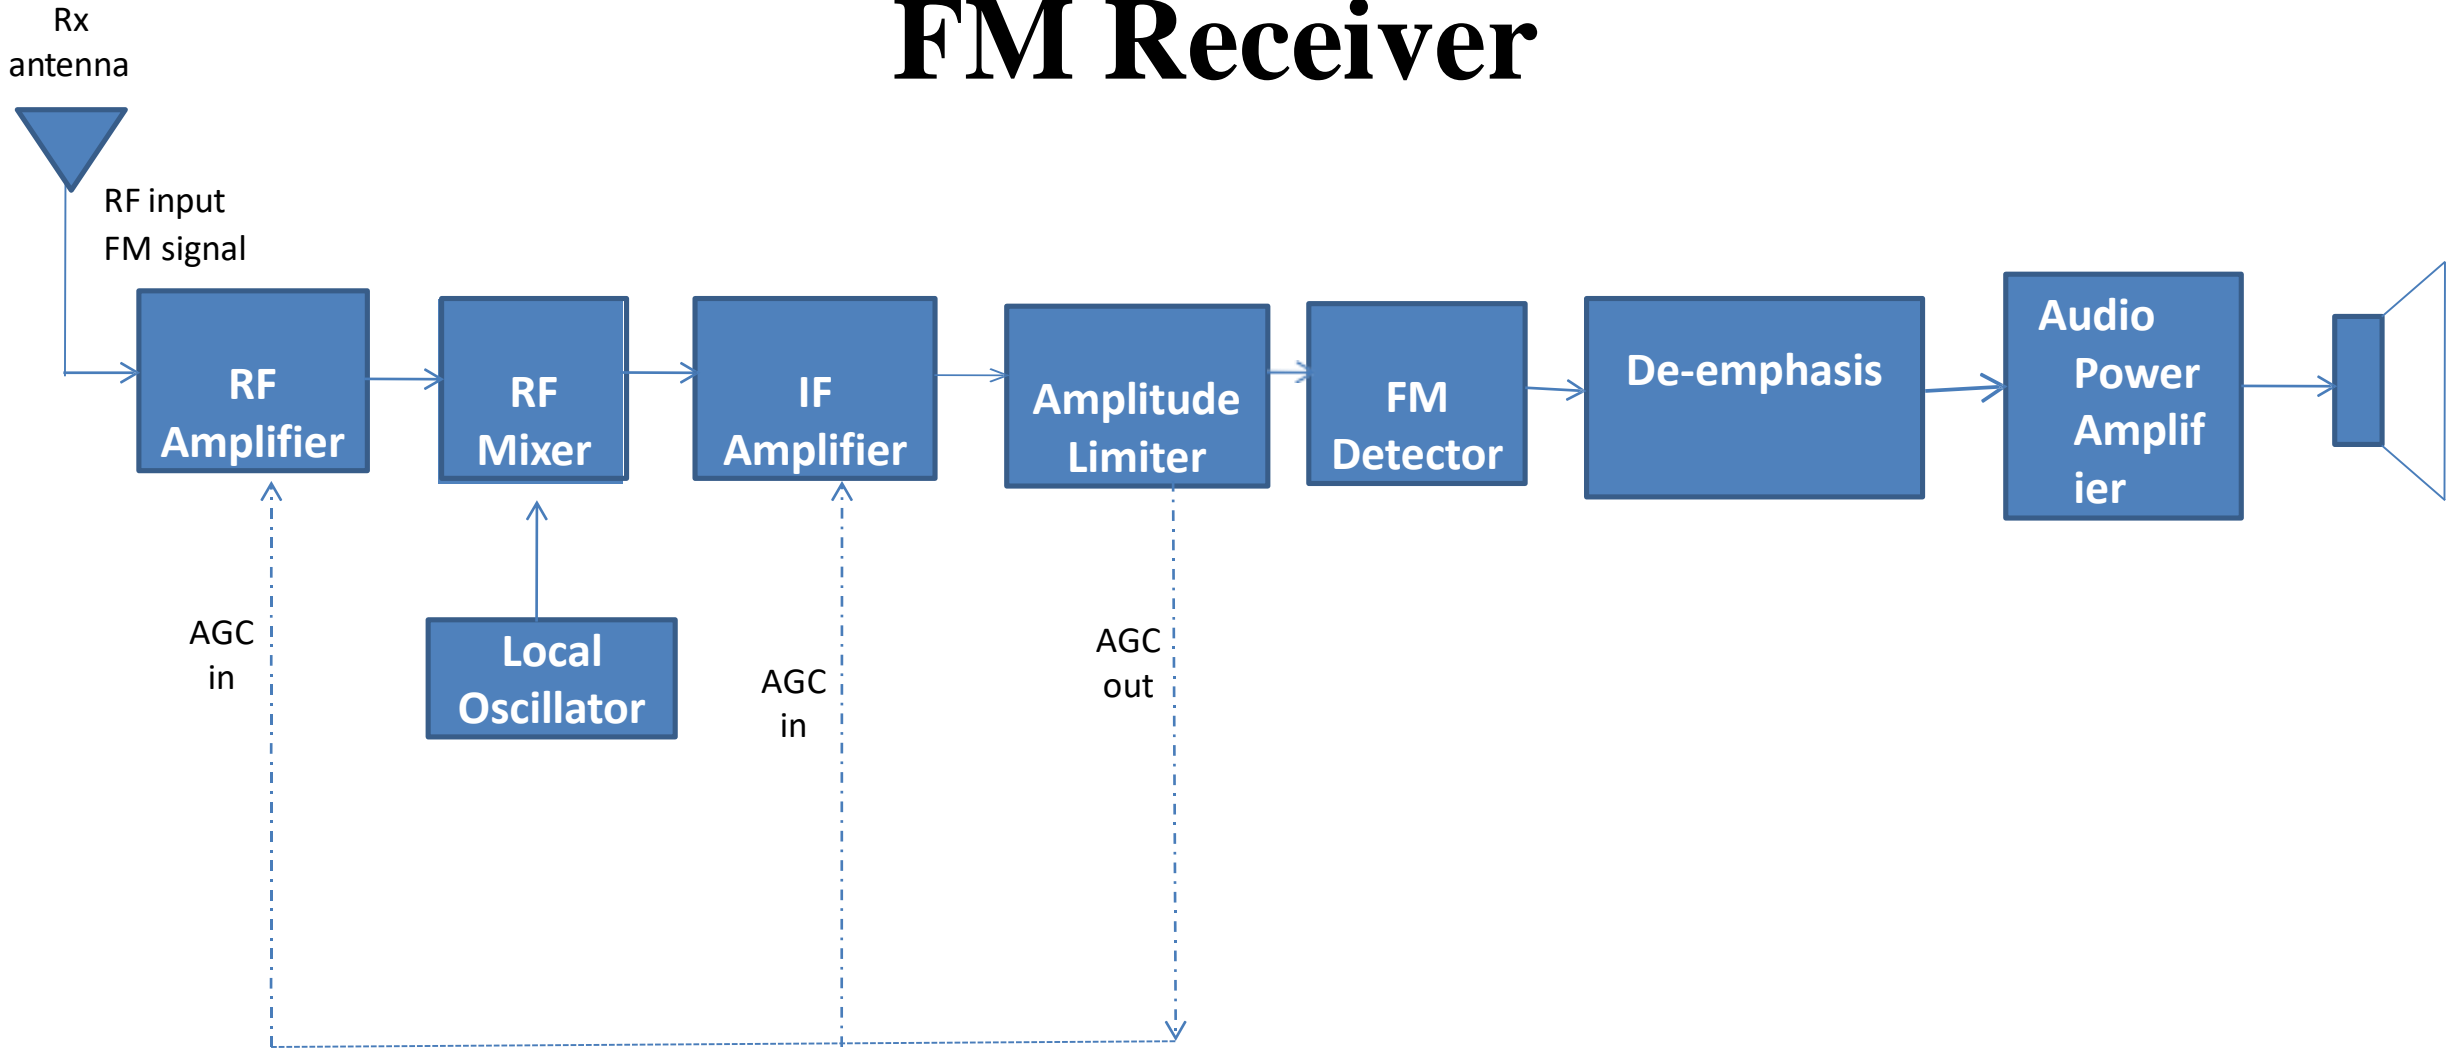 FM Receiver
Rx
antenna
RF input
FM signal
RF
Amplifier
RF
Mixer
IF
Amplifier
Amplitude
Limiter
FM
Detector
De-emphasis
Audio
Power
Amplif
ier
Local
Oscillator
AGC
in
AGC
in
AGC
out